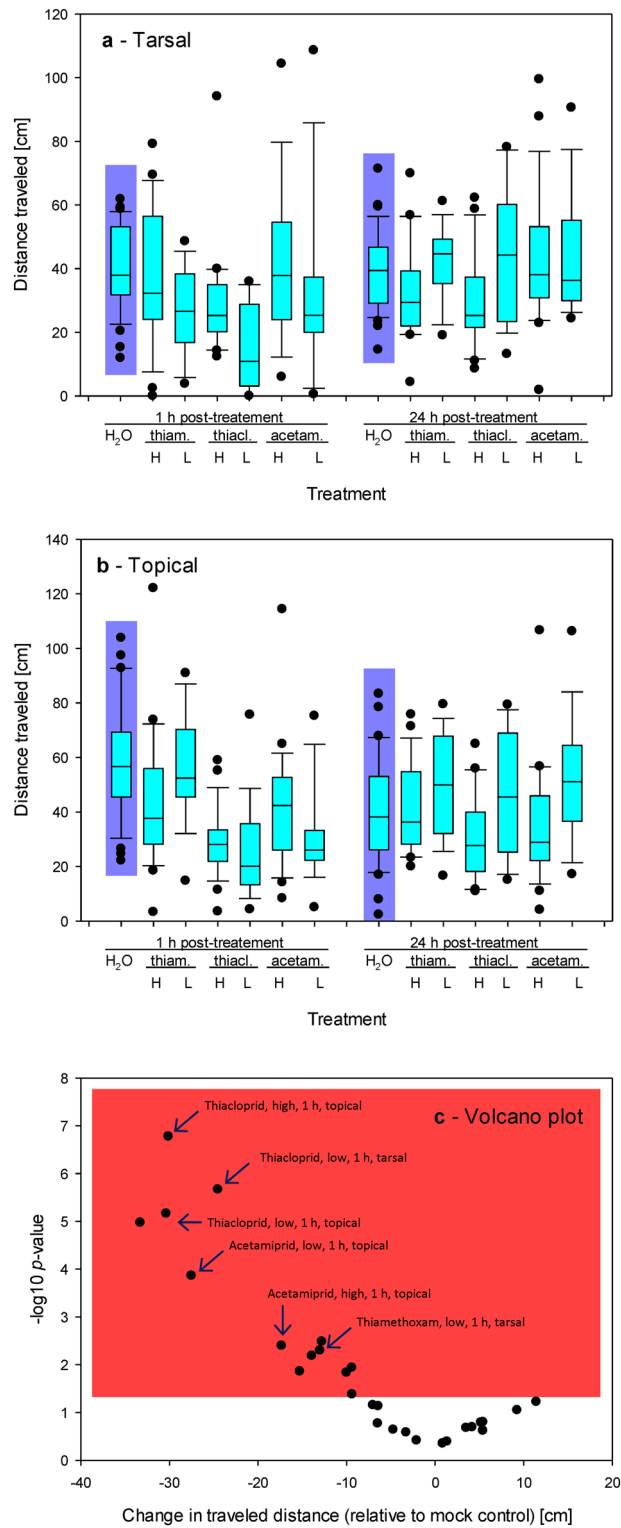 a - Tarsal
120
100
80
60
40
20
0
Distance traveled [cm]
1 h post-treatement 24 h post-treatment
H2O thiam. thiacl. acetam. H2O thiam. thiacl. acetam.
H L H L H L H L H L H L
Treatment
b - Topical
140
120
100
80
60
40
20
0
Distance traveled [cm]
1 h post-treatement 24 h post-treatment
H2O thiam. thiacl. acetam. H2O thiam. thiacl. acetam.
H L H L H L H L H L H L
Treatment
c - Volcano plot
8
7
6
5
4
3
2
1
0
-log10 p-value
Thiacloprid, high, 1 h, topical
Thiacloprid, low, 1 h, tarsal
Thiacloprid, low, 1 h, topical
Acetamiprid, low, 1 h, topical
Acetamiprid, high, 1 h, topical
Thiamethoxam, low, 1 h, tarsal
-40 -30 -20 -10 0 10 20
Change in traveled distance (relative to mock control) [cm]